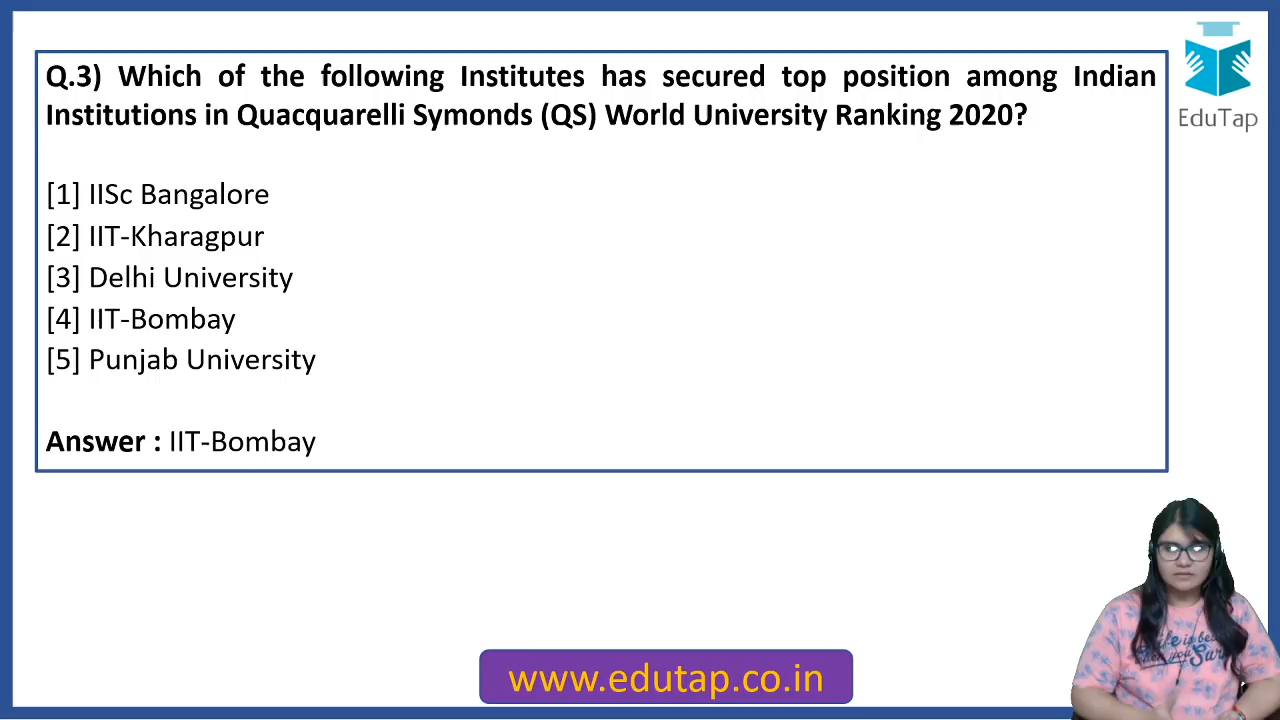 Q.3) Which of the following Institutes has secured top position among Indian
Institutions in Quacquarelli Symonds (QS) World University Ranking 2020?
[1] IISc Bangalore
[2] IIT-Kharagpur
[3] Delhi University
[4] IIT-Bombay
[5] Punjab University
Answer : IIT-Bombay
EduTap
www.edutap.co.in